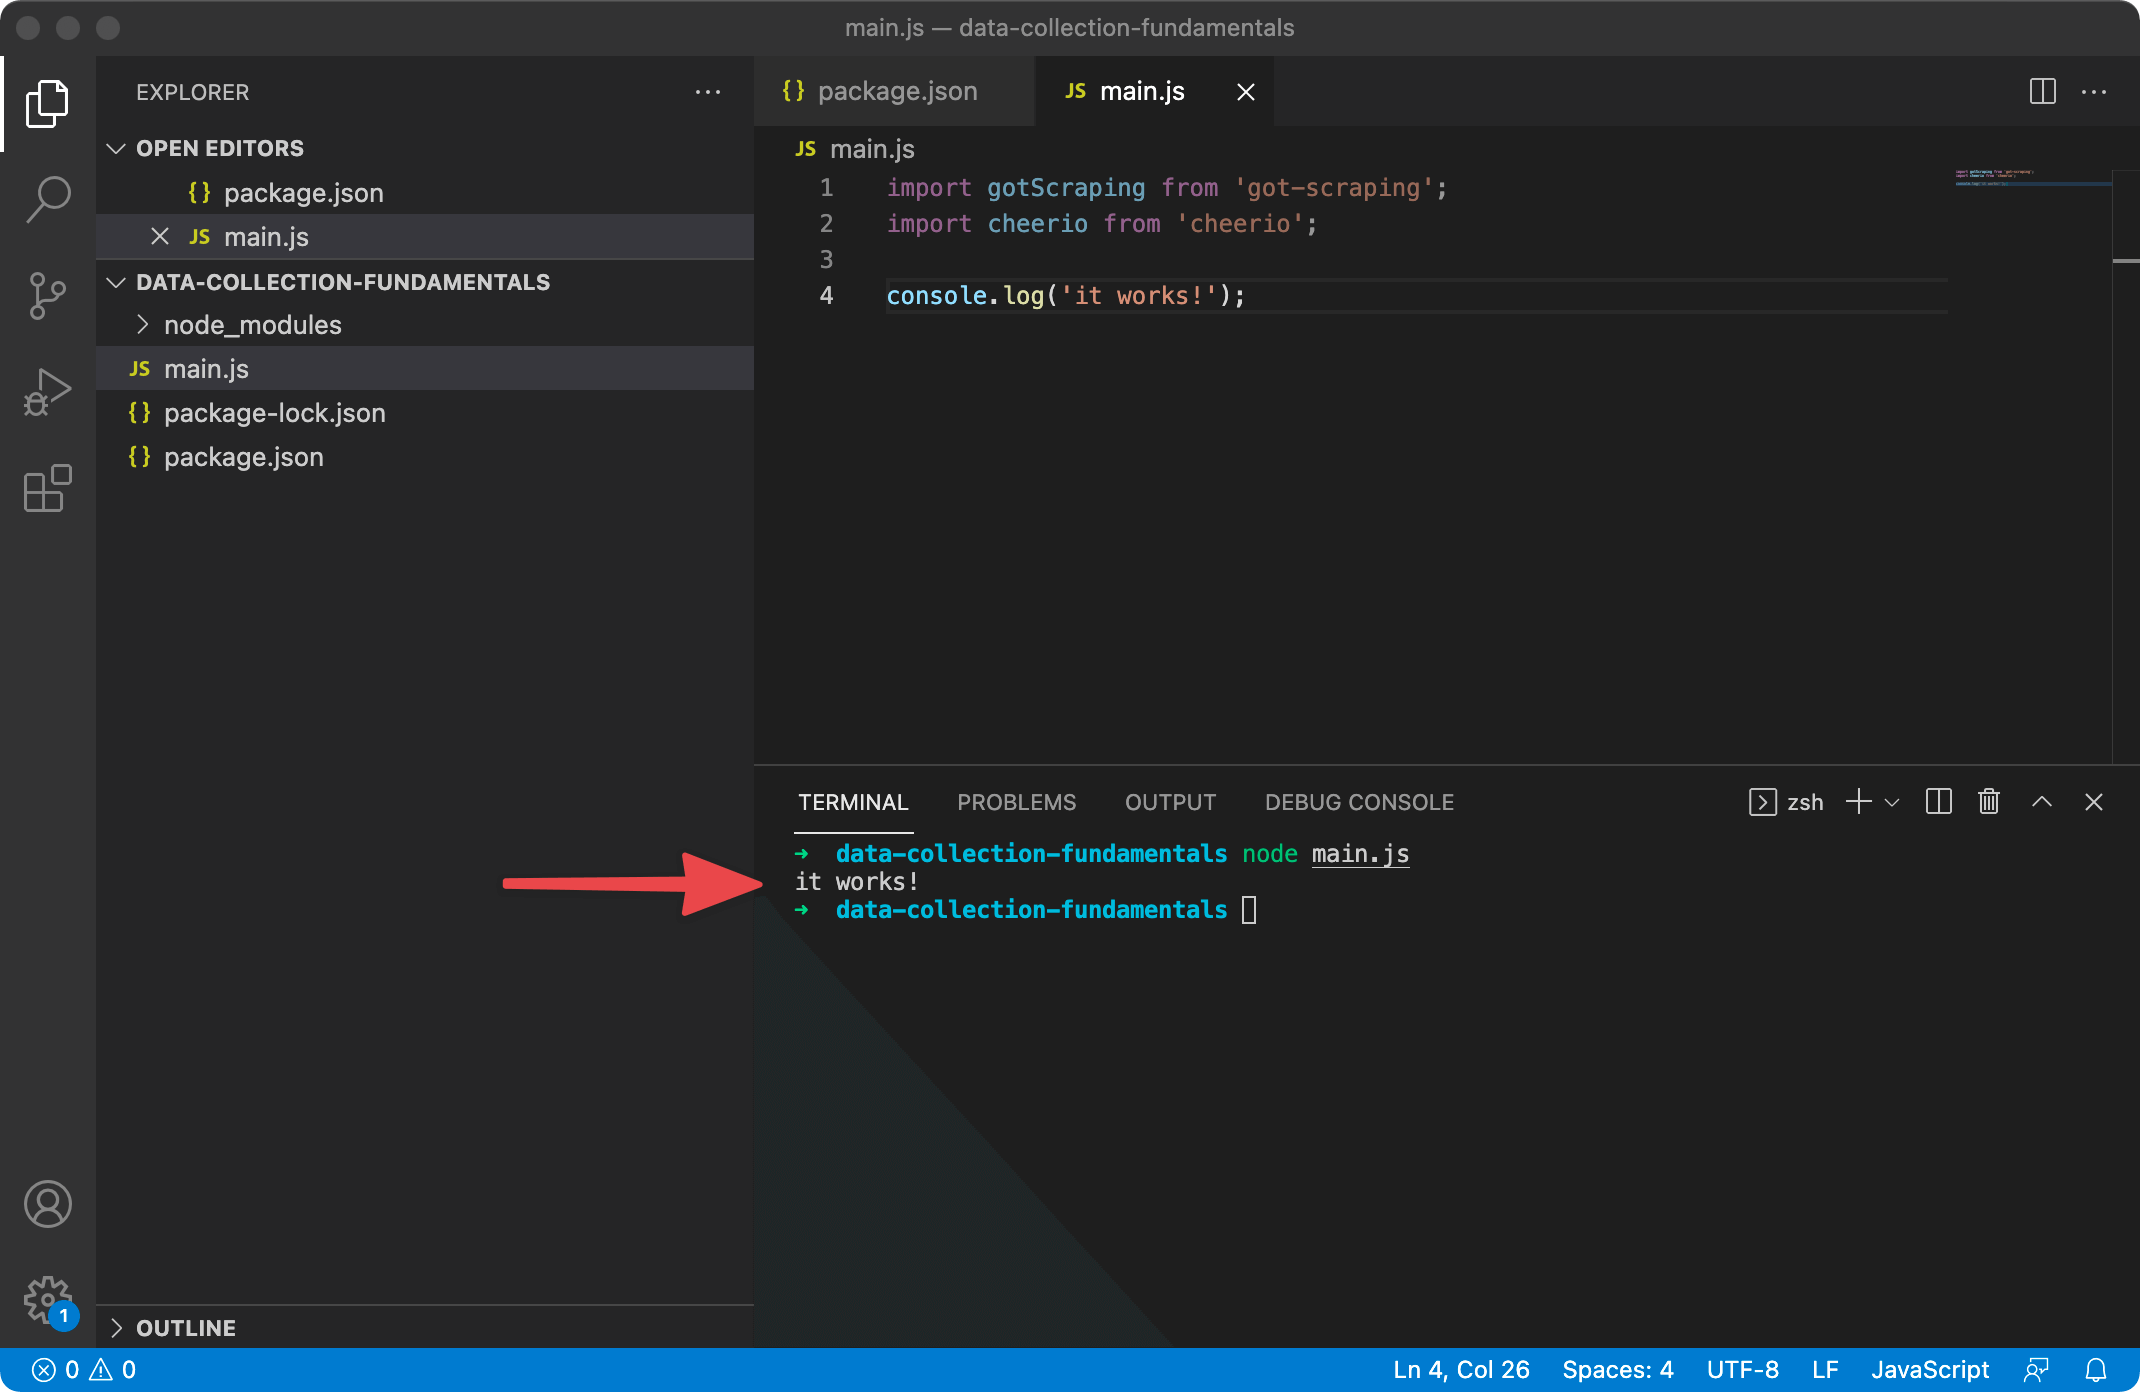 main.js — data-collection-fundamentals
EXPLORER
OPEN EDITORS
{} package.json
JS main.js
DATA-COLLECTION-FUNDAMENTALS
node_modules
JS main.js
{} package-lock.json
{} package.json
OUTLINE
{} package.json
JS main.js
JS main.js
1 import gotScraping from 'got-scraping';
2 import cheerio from 'cheerio';
3
4 console.log('it works!');
TERMINAL PROBLEMS OUTPUT DEBUG CONSOLE zsh
➜ data-collection-fundamentals node main.js
it works!
➜ data-collection-fundamentals
1
0 0 Ln 4, Col 26 Spaces: 4 UTF-8 LF JavaScript